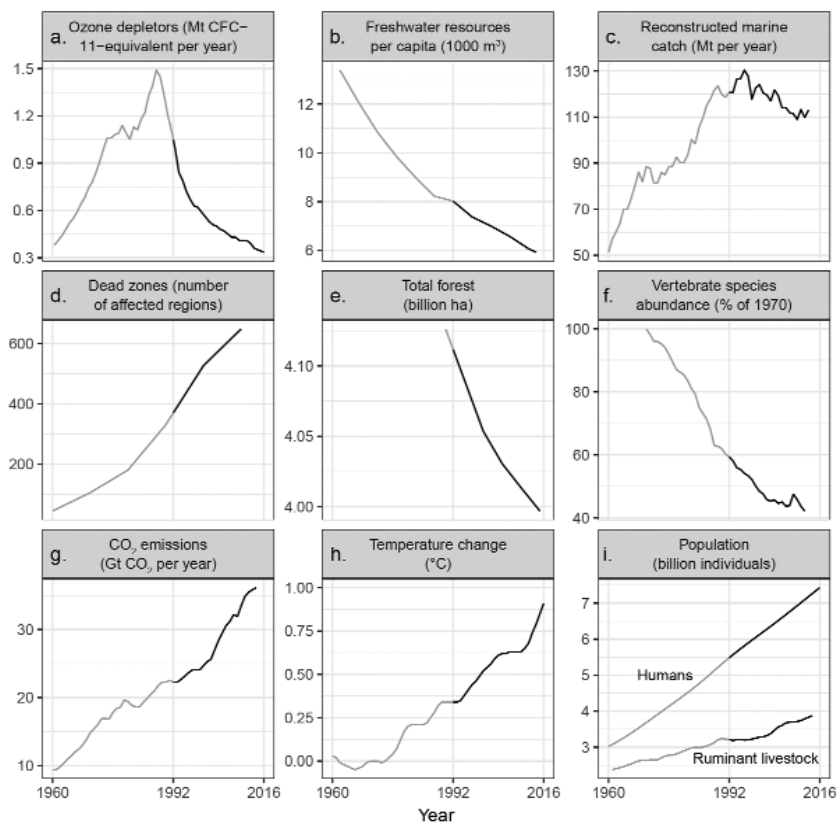 a. Ozone depletors (Mt CFC−
11−equivalent per year)
1.5
1.2
0.9
0.6
0.3
b. Freshwater resources
per capita (1000 m³)
12
10
8
6
c. Reconstructed marine
catch (Mt per year)
130
110
90
70
50
d. Dead zones (number
of affected regions)
600
400
200
e. Total forest
(billion ha)
4.10
4.05
4.00
f. Vertebrate species
abundance (% of 1970)
100
80
60
40
g. CO₂ emissions
(Gt CO₂ per year)
30
20
10
1960 1992 2016
h. Temperature change
(°C)
1.00
0.75
0.50
0.25
0.00
1960 1992 2016
i. Population
(billion individuals)
7
6
5
4
3
Humans
Ruminant livestock
1960 1992 2016
Year